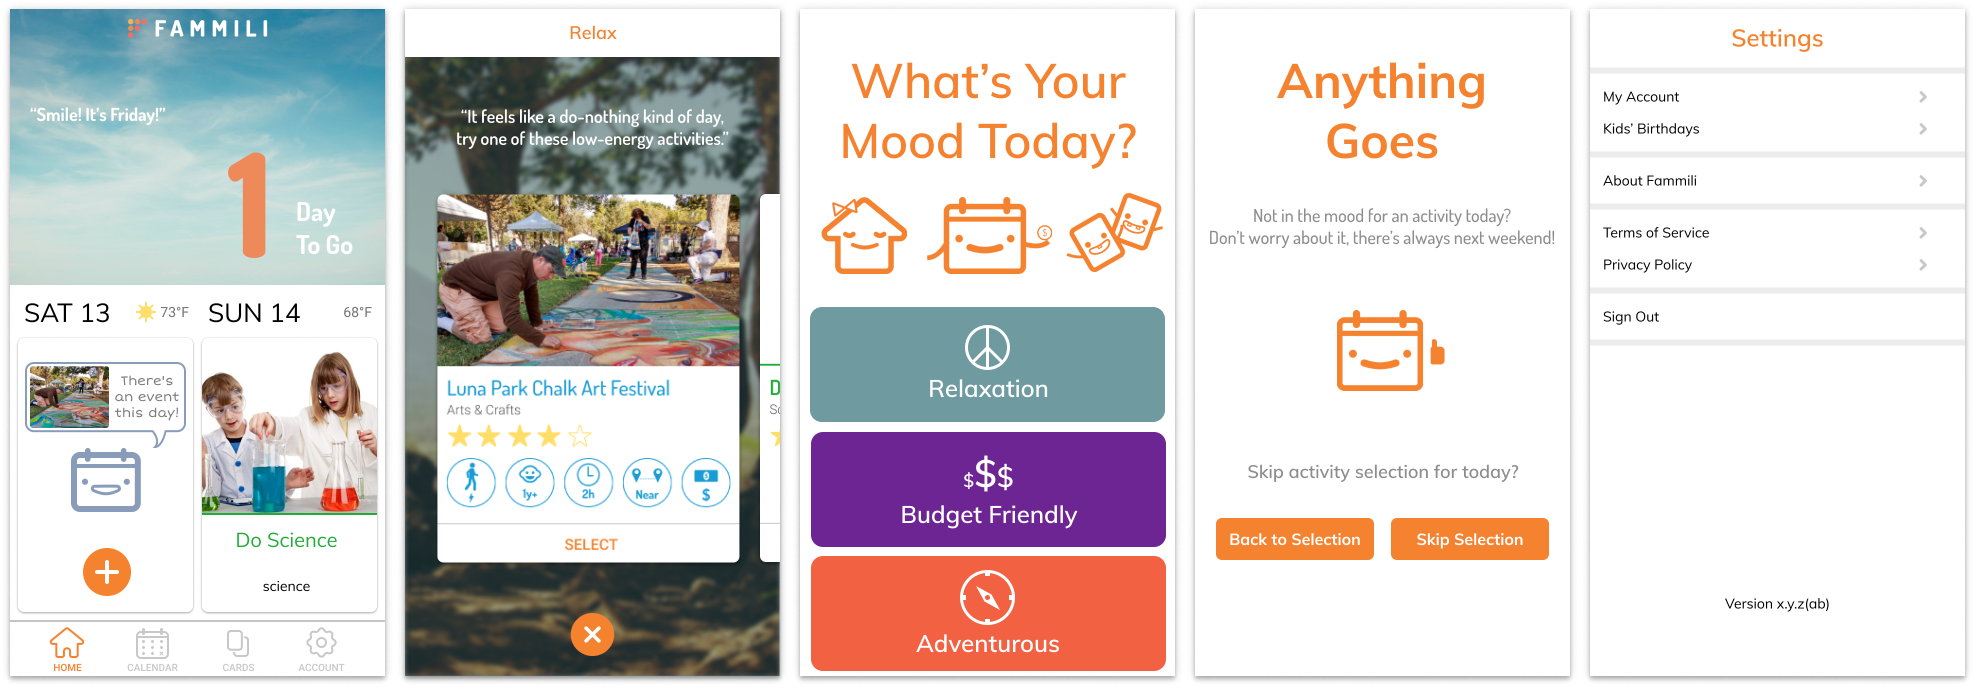 FAMMILI
“Smile! It’s Friday!”
1
Day
To Go
SAT 13
73°F
SUN 14
68°F
There's
an event
this day!
Do Science
science
HOME
CALENDAR
CARDS
ACCOUNT
Relax
“It feels like a do-nothing kind of day,
try one of these low-energy activities.”
Luna Park Chalk Art Festival
Arts & Crafts
1y+
2h
Near
0
$
SELECT
D
Sc
What’s Your
Mood Today?
$
Relaxation
$$$
Budget Friendly
Adventurous
Anything
Goes
Not in the mood for an activity today?
Don’t worry about it, there’s always next weekend!
Skip activity selection for today?
Back to Selection
Skip Selection
Settings
My Account
Kids’ Birthdays
About Fammili
Terms of Service
Privacy Policy
Sign Out
Version x.y.z(ab)